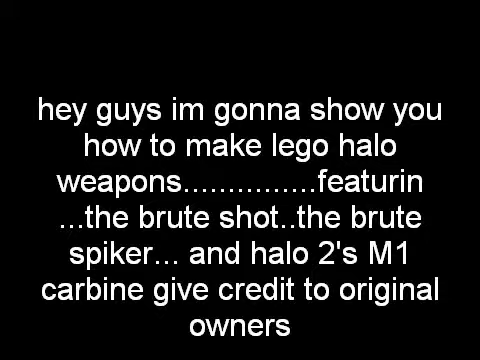 hey guys im gonna show you
how to make lego halo
weapons...............featurin
...the brute shot..the brute
spiker... and halo 2's M1
carbine give credit to original
owners